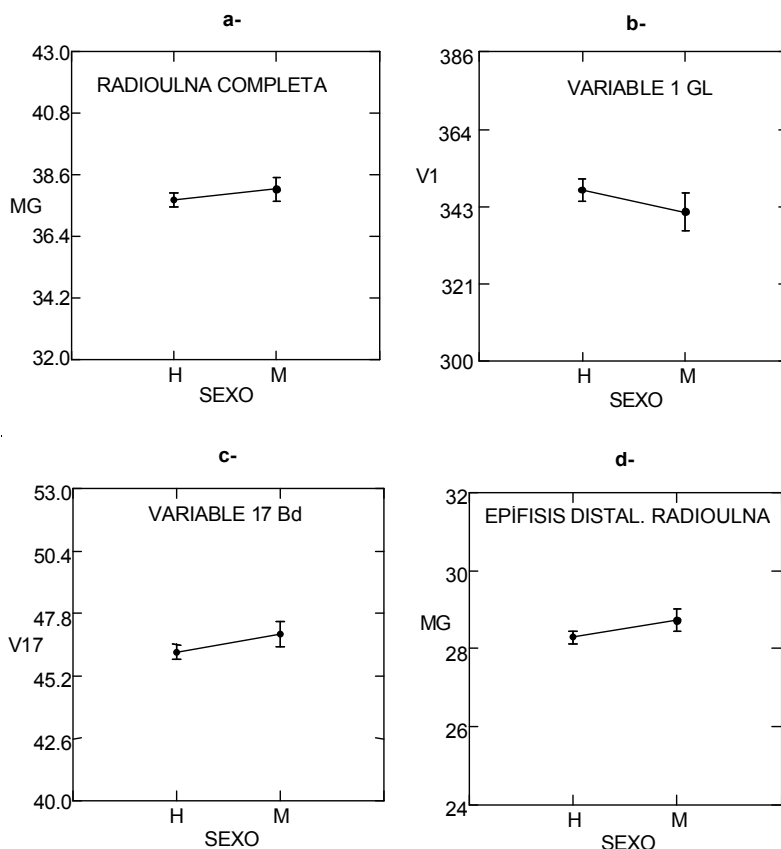 a-
43.0
RADIOULNA COMPLETA
40.8
38.6
MG
36.4
34.2
32.0
H M
SEXO
b-
386
VARIABLE 1 GL
364
V1
343
321
300
H M
SEXO
c-
53.0
VARIABLE 17 Bd
50.4
47.8
V17
45.2
42.6
40.0
H M
SEXO
d-
32
EPÍFISIS DISTAL. RADIOULNA
30
MG
28
26
24
H M
SEXO